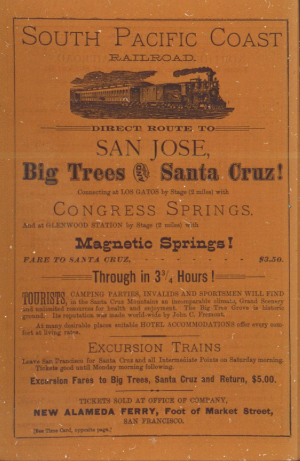 SOUTH PACIFIC COAST
RAILROAD.
DIRECT ROUTE TO
SAN JOSE,
Big Trees AND Santa Cruz!
Connecting at LOS GATOS by Stage (2 miles) with
CONGRESS SPRINGS.
And at GLENWOOD STATION by Stage (2 miles) with
Magnetic Springs!
FARE TO SANTA CRUZ, - - - - - - $3.50.
Through in 3 3/4 Hours!
TOURISTS, CAMPING PARTIES, INVALIDS AND SPORTSMEN WILL FIND
in the Santa Cruz Mountains an incomparable climate, Grand Scenery
and unlimited resources for health and enjoyment. The Big Tree Grove is historic
ground. Its reputation was made world-wide by John C. Fremont.
At many desirable places suitable HOTEL ACCOMMODATIONS offer every com-
fort at living rates.
EXCURSION TRAINS
Leave San Francisco for Santa Cruz and all Intermediate Points on Saturday morning.
Tickets good until Monday morning following.
Excursion Fares to Big Trees, Santa Cruz and Return, $5.00.
TICKETS SOLD AT OFFICE OF COMPANY,
NEW ALAMEDA FERRY, Foot of Market Street,
SAN FRANCISCO.
(See Time Card, opposite page.)